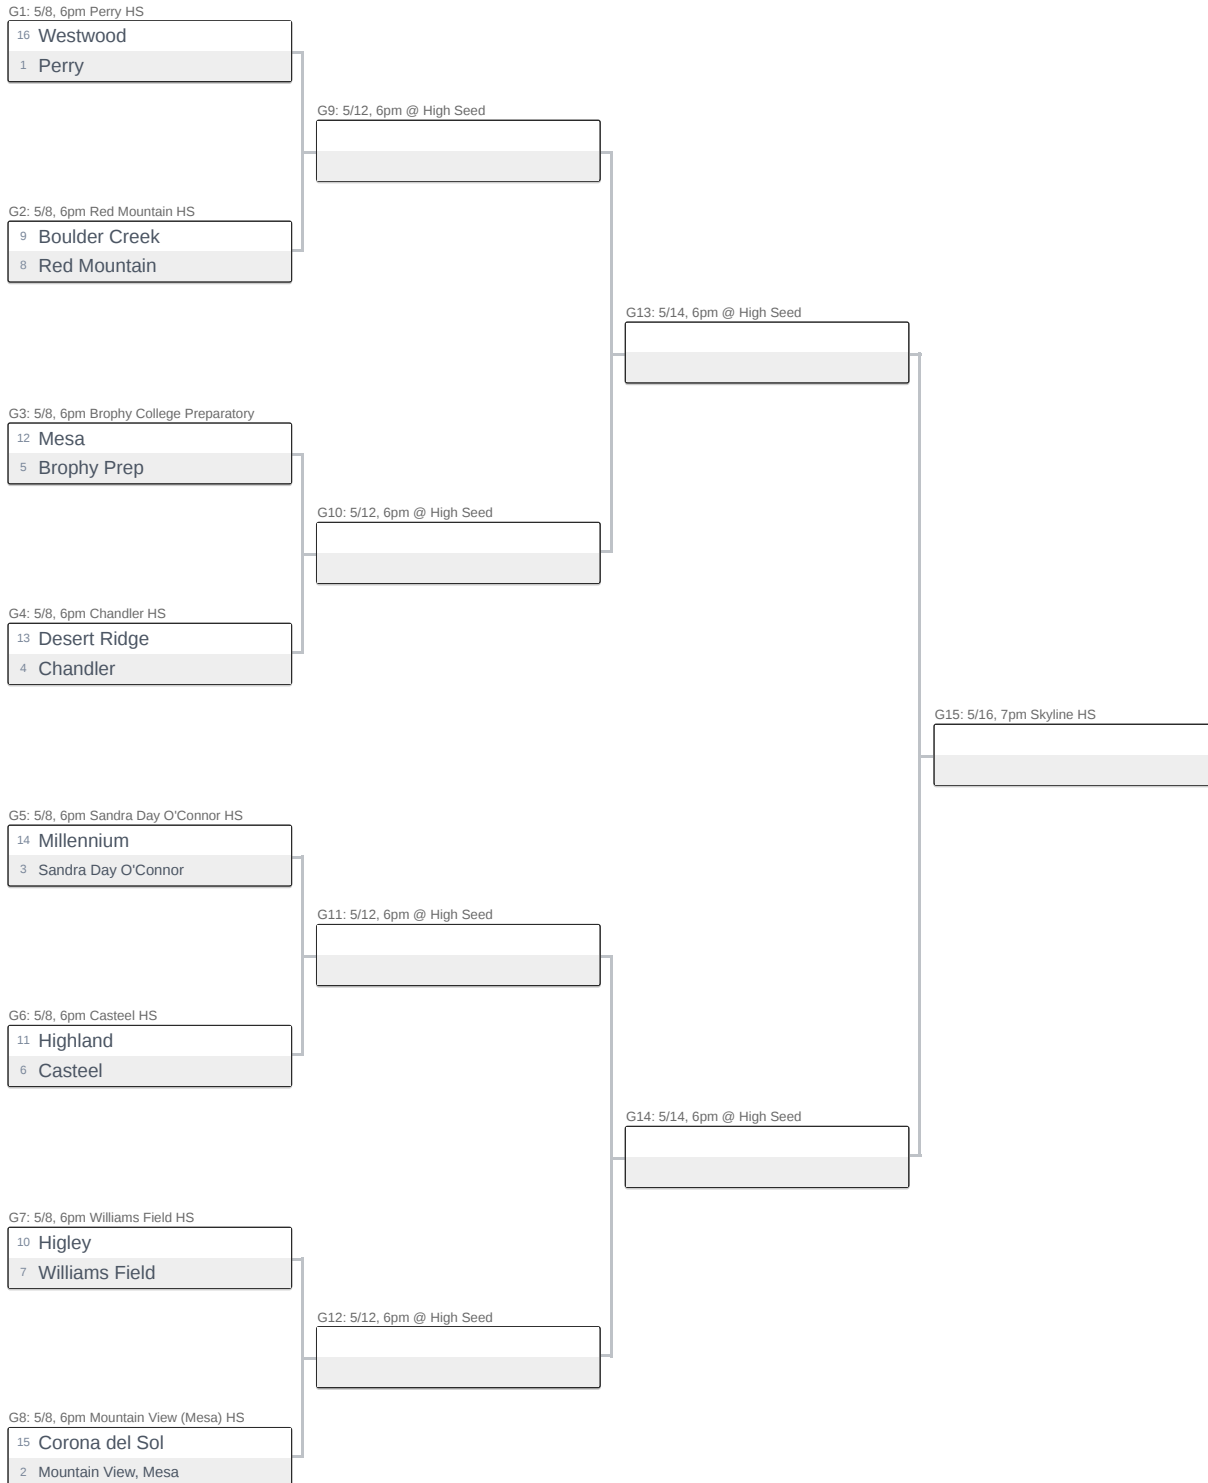 G1: 5/8, 6pm Perry HS
16 Westwood
1 Perry
G9: 5/12, 6pm @ High Seed
G2: 5/8, 6pm Red Mountain HS
9 Boulder Creek
8 Red Mountain
G13: 5/14, 6pm @ High Seed
G3: 5/8, 6pm Brophy College Preparatory
12 Mesa
5 Brophy Prep
G10: 5/12, 6pm @ High Seed
G4: 5/8, 6pm Chandler HS
13 Desert Ridge
4 Chandler
G15: 5/16, 7pm Skyline HS
G5: 5/8, 6pm Sandra Day O'Connor HS
14 Millennium
3 Sandra Day O'Connor
G11: 5/12, 6pm @ High Seed
G6: 5/8, 6pm Casteel HS
11 Highland
6 Casteel
G14: 5/14, 6pm @ High Seed
G7: 5/8, 6pm Williams Field HS
10 Higley
7 Williams Field
G12: 5/12, 6pm @ High Seed
G8: 5/8, 6pm Mountain View (Mesa) HS
15 Corona del Sol
2 Mountain View, Mesa